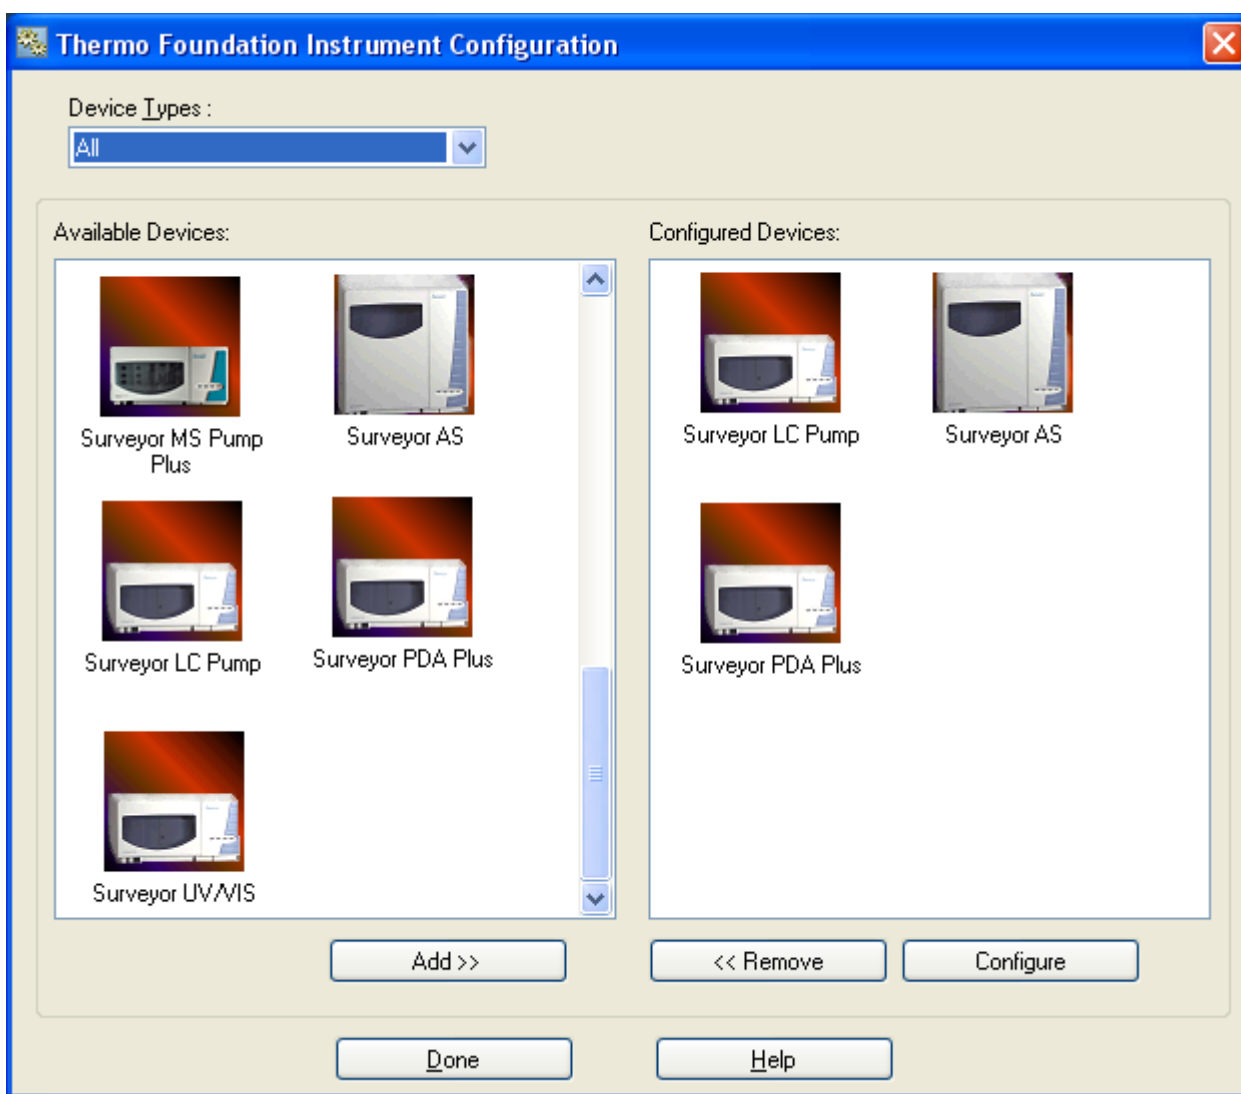 Thermo Foundation Instrument Configuration
Device Types :
All
Available Devices:
Configured Devices:
Surveyor MS Pump
Plus
Surveyor AS
Surveyor LC Pump
Surveyor AS
Surveyor LC Pump
Surveyor PDA Plus
Surveyor PDA Plus
Surveyor UV/VIS
Add >>
<< Remove
Configure
Done
Help